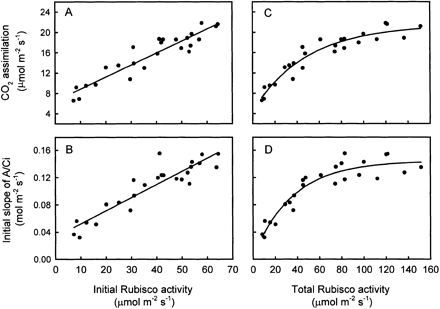 A
C
CO2 assimilation
(μmol m-2 s-1)
24
20
16
12
8
4
B
D
Initial slope of A/Ci
(mol m-2 s-1)
0.16
0.12
0.08
0.04
0.00
0 10 20 30 40 50 60 70
0 20 40 60 80 100 120 140 160
Initial Rubisco activity
(μmol m-2 s-1)
Total Rubisco activity
(μmol m-2 s-1)